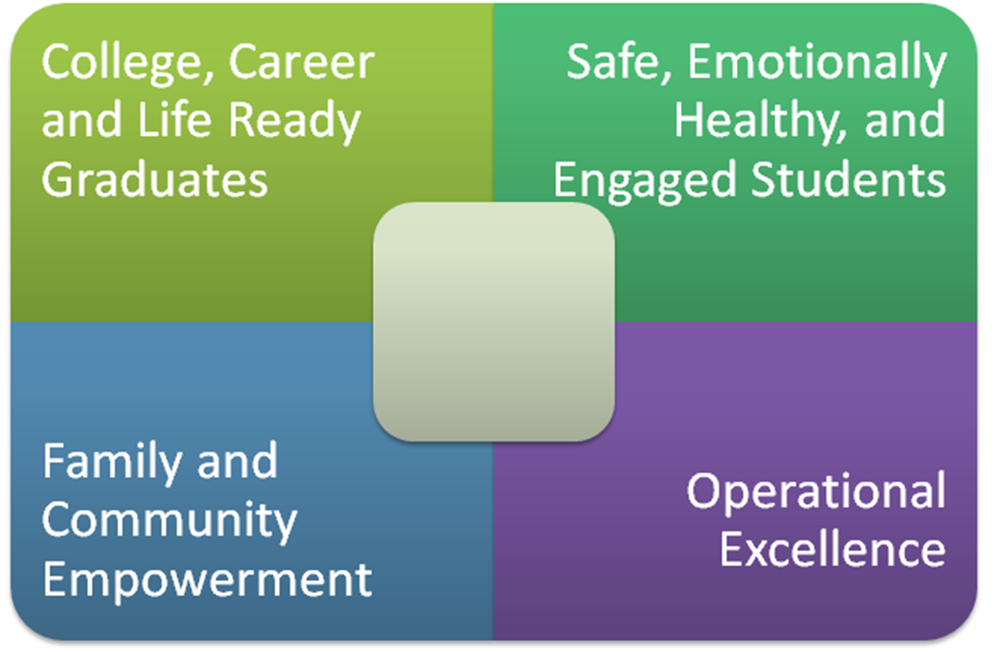 College, Career
and Life Ready
Graduates
Safe, Emotionally
Healthy, and
Engaged Students
Family and
Community
Empowerment
Operational
Excellence